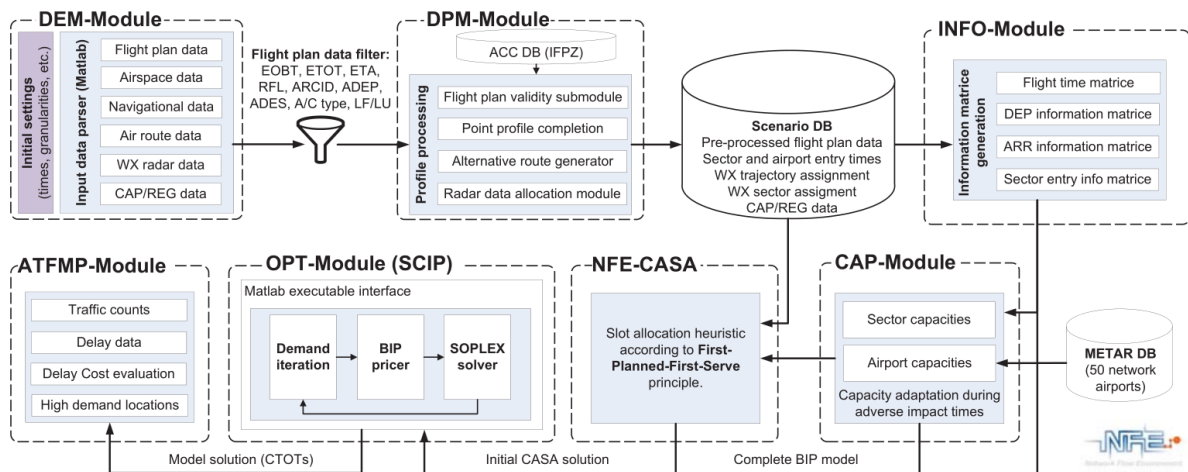 DEM-Module
Initial settings
(times, granularities, etc.)
Input data parser (Matlab)
Flight plan data
Airspace data
Navigational data
Air route data
WX radar data
CAP/REG data
Flight plan data filter:
EOBT, ETOT, ETA,
RFL, ARCID, ADEP,
ADES, A/C type, LF/LU
DPM-Module
ACC DB (IFPZ)
Profile processing
Flight plan validity submodule
Point profile completion
Alternative route generator
Radar data allocation module
Scenario DB
Pre-processed flight plan data
Sector and airport entry times
WX trajectory assignment
WX sector assigment
CAP/REG data
INFO-Module
Information matrice
generation
Flight time matrice
DEP information matrice
ARR information matrice
Sector entry info matrice
ATFMP-Module
Traffic counts
Delay data
Delay Cost evaluation
High demand locations
OPT-Module (SCIP)
Matlab executable interface
Demand
iteration
BIP
pricer
SOPLEX
solver
NFE-CASA
Slot allocation heuristic
according to First-
Planned-First-Serve
principle.
CAP-Module
Sector capacities
Airport capacities
Capacity adaptation during
adverse impact times
METAR DB
(50 network
airports)
Model solution (CTOTs)
Initial CASA solution
Complete BIP model
NFE
Network Flow Environment